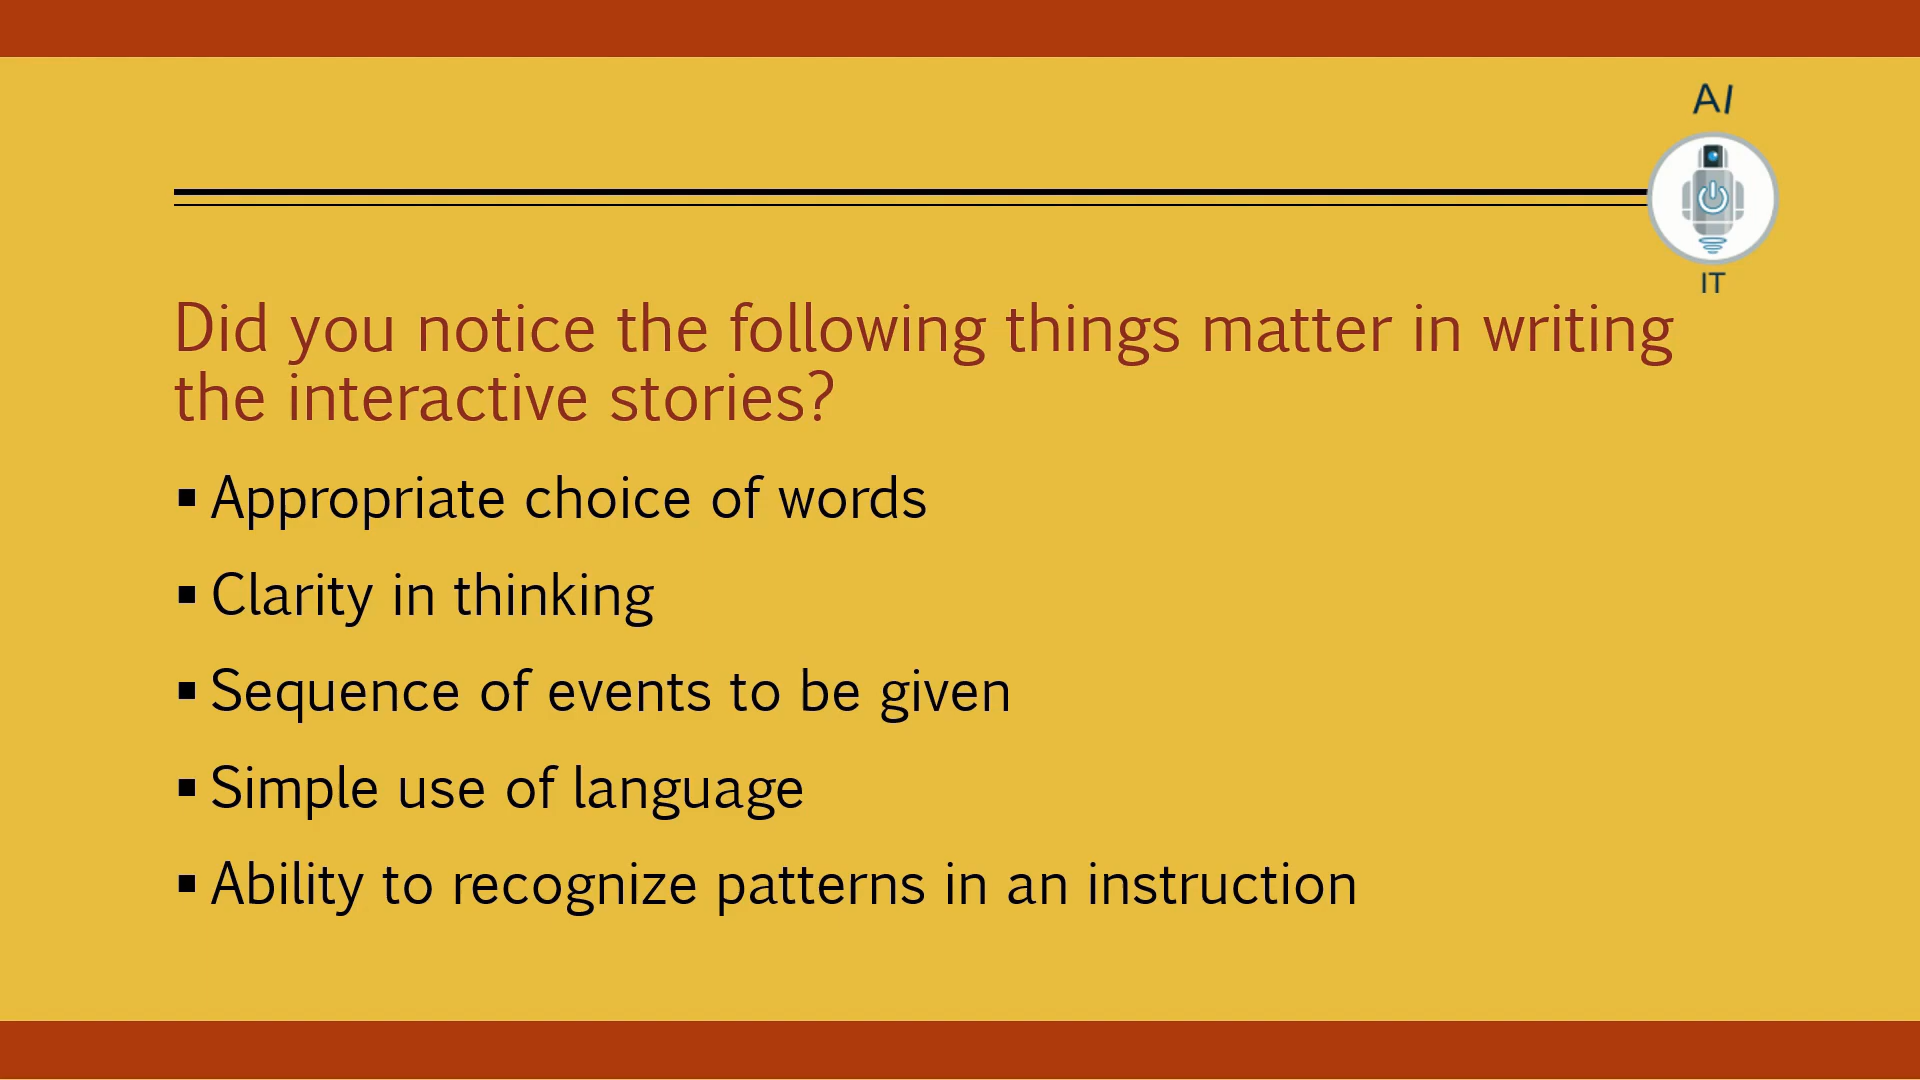 AI
IT
Did you notice the following things matter in writing
the interactive stories?
▪ Appropriate choice of words
▪ Clarity in thinking
▪ Sequence of events to be given
▪ Simple use of language
▪ Ability to recognize patterns in an instruction